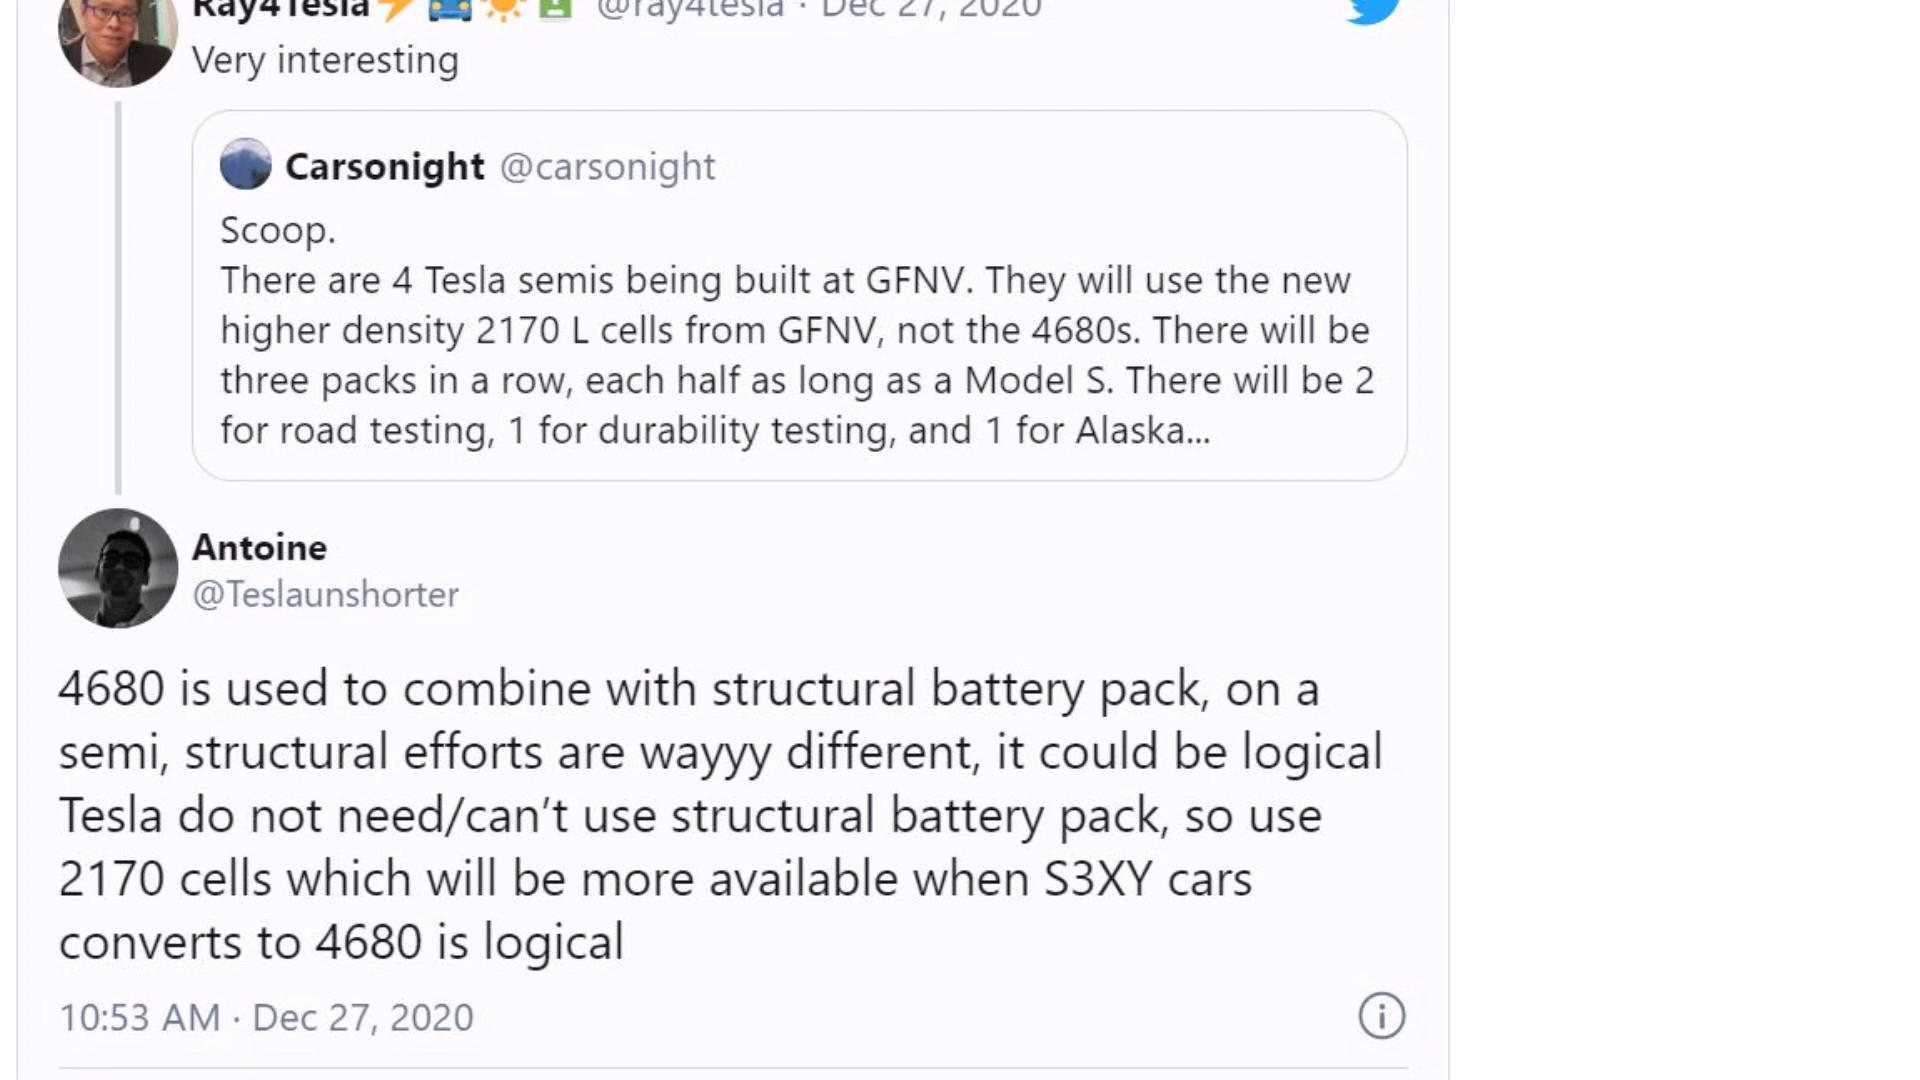 Ray4Tesla⚡🚘☀🔋 @ray4tesla · Dec 27, 2020
Very interesting
Carsonight @carsonight
Scoop.
There are 4 Tesla semis being built at GFNV. They will use the new
higher density 2170 L cells from GFNV, not the 4680s. There will be
three packs in a row, each half as long as a Model S. There will be 2
for road testing, 1 for durability testing, and 1 for Alaska...
Antoine
@Teslaunshorter
4680 is used to combine with structural battery pack, on a
semi, structural efforts are wayyy different, it could be logical
Tesla do not need/can’t use structural battery pack, so use
2170 cells which will be more available when S3XY cars
converts to 4680 is logical
10:53 AM · Dec 27, 2020